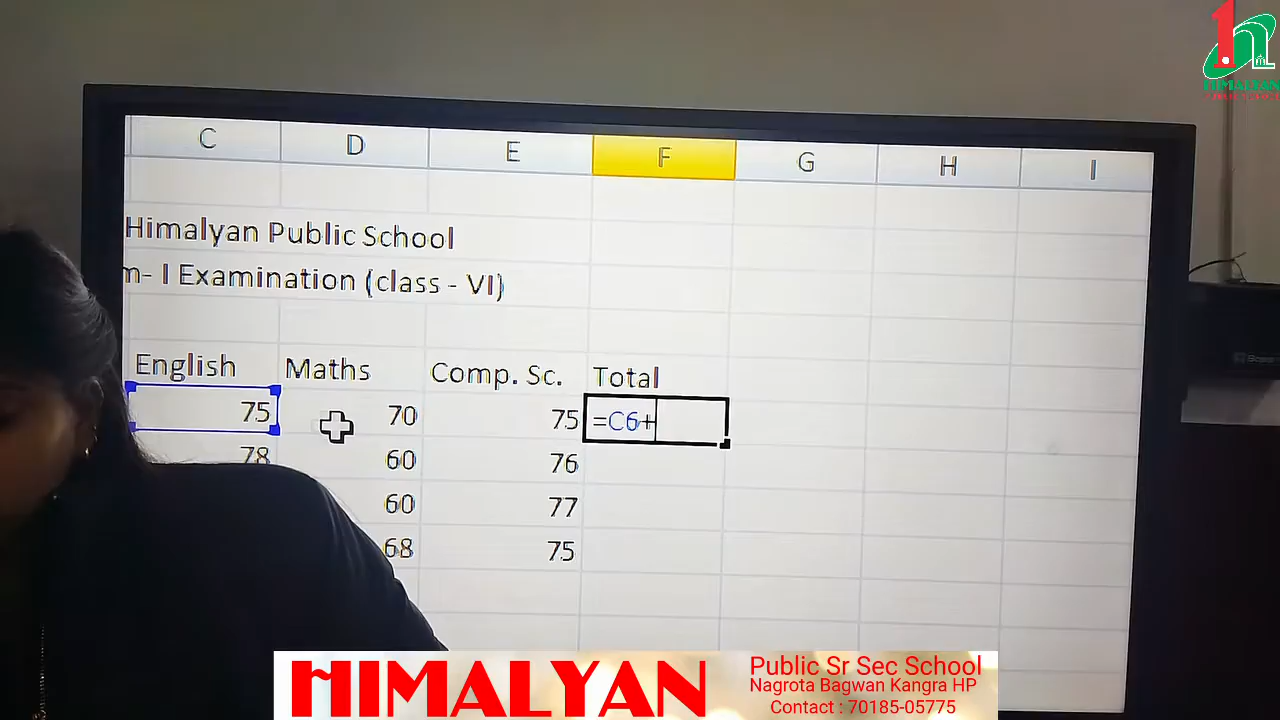 HIMALYAN
C D E F G H I
Himalyan Public School
m- I Examination (class - VI)
English Maths Comp. Sc. Total
75 70 75 =C6+
78 60 76
60 77
68 75
HIMALYAN
Public Sr Sec School
Nagrota Bagwan Kangra HP
Contact : 70185-05775